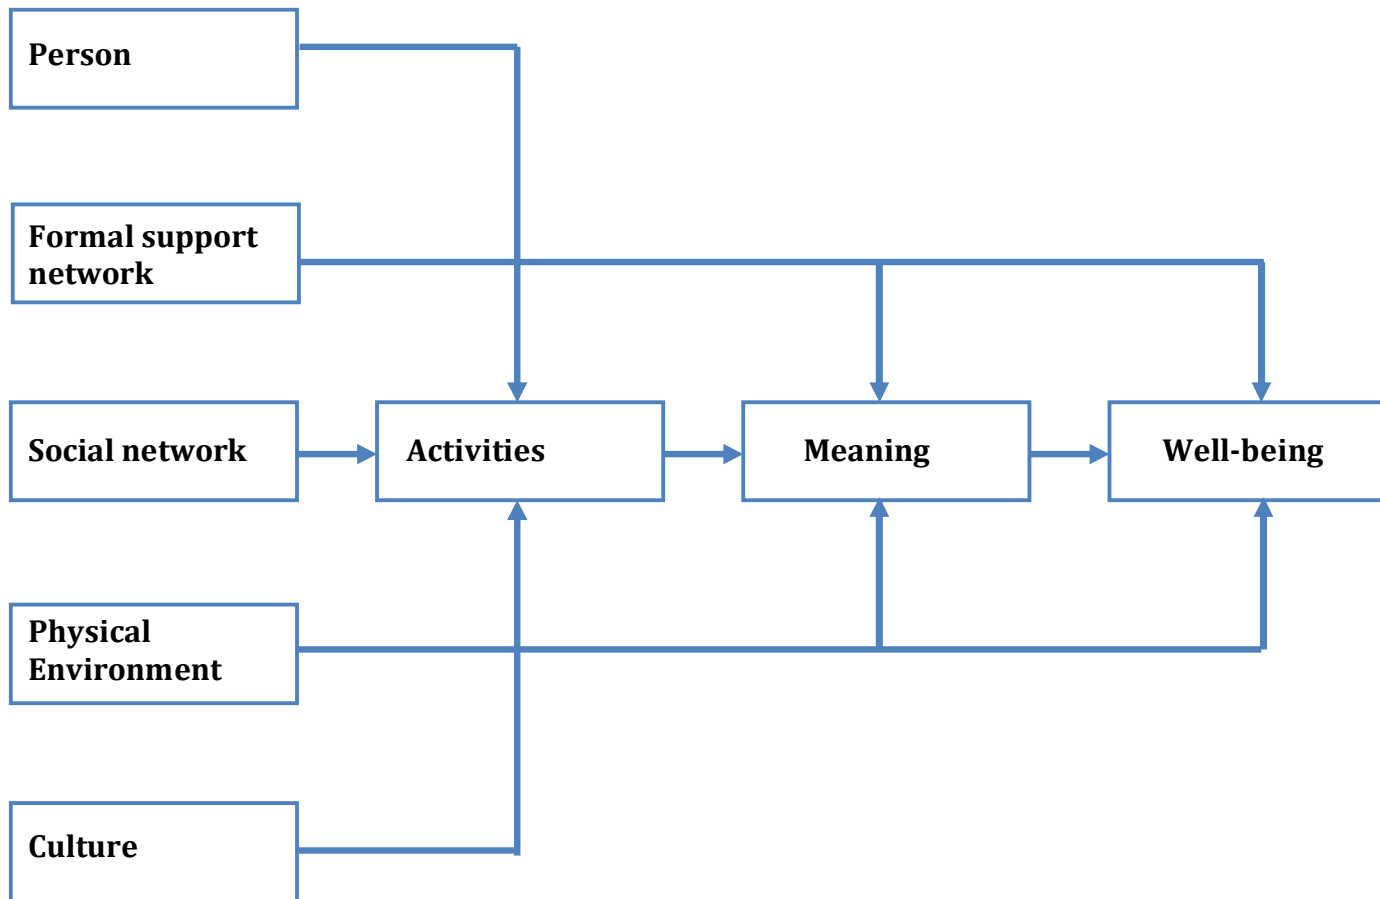 Person
Formal support
network
Social network
Activities
Meaning
Well-being
Physical
Environment
Culture